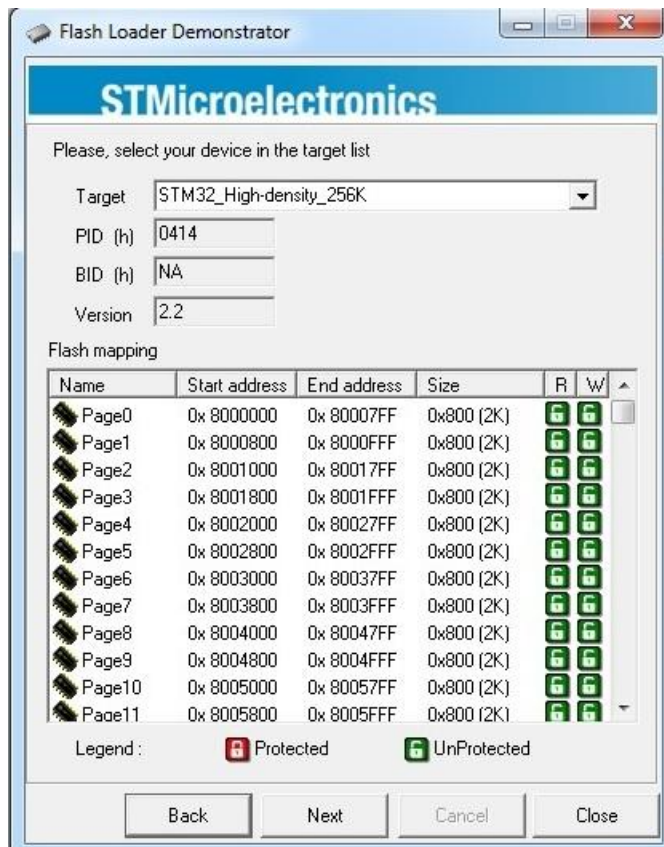 Flash Loader Demonstrator
STMicroelectronics
Please, select your device in the target list
Target STM32_High-density_256K
PID (h) 0414
BID (h) NA
Version 2.2
Flash mapping
Name Start address End address Size R W
Page0 0x 8000000 0x 80007FF 0x800 (2K)
Page1 0x 8000800 0x 8000FFF 0x800 (2K)
Page2 0x 8001000 0x 80017FF 0x800 (2K)
Page3 0x 8001800 0x 8001FFF 0x800 (2K)
Page4 0x 8002000 0x 80027FF 0x800 (2K)
Page5 0x 8002800 0x 8002FFF 0x800 (2K)
Page6 0x 8003000 0x 80037FF 0x800 (2K)
Page7 0x 8003800 0x 8003FFF 0x800 (2K)
Page8 0x 8004000 0x 80047FF 0x800 (2K)
Page9 0x 8004800 0x 8004FFF 0x800 (2K)
Page10 0x 8005000 0x 80057FF 0x800 (2K)
Page11 0x 8005800 0x 8005FFF 0x800 (2K)
Legend : Protected UnProtected
Back Next Cancel Close